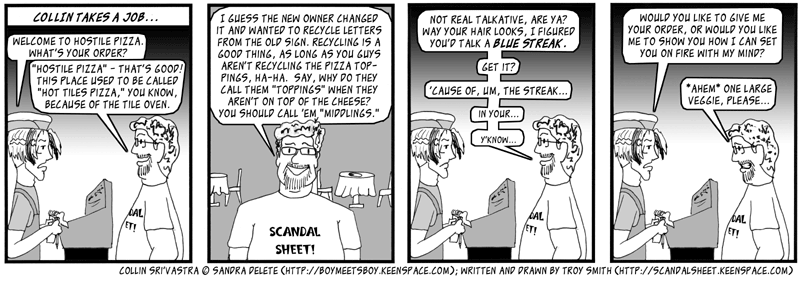 COLLIN TAKES A JOB...
WELCOME TO HOSTILE PIZZA.
WHAT'S YOUR ORDER?
"HOSTILE PIZZA" - THAT'S GOOD!
THIS PLACE USED TO BE CALLED
"HOT TILES PIZZA," YOU KNOW,
BECAUSE OF THE TILE OVEN.
DAL
ET!
I GUESS THE NEW OWNER CHANGED
IT AND WANTED TO RECYCLE LETTERS
FROM THE OLD SIGN. RECYCLING IS A
GOOD THING, AS LONG AS YOU GUYS
AREN'T RECYCLING THE PIZZA TOP-
PINGS, HA-HA. SAY, WHY DO THEY
CALL THEM "TOPPINGS" WHEN THEY
AREN'T ON TOP OF THE CHEESE?
YOU SHOULD CALL 'EM "MIDDLINGS."
SCANDAL
SHEET!
NOT REAL TALKATIVE, ARE YA?
WAY YOUR HAIR LOOKS, I FIGURED
YOU'D TALK A BLUE STREAK.
GET IT?
'CAUSE OF, UM, THE STREAK...
IN YOUR...
Y'KNOW...
DAL
ET!
WOULD YOU LIKE TO GIVE ME
YOUR ORDER, OR WOULD YOU LIKE
ME TO SHOW YOU HOW I CAN SET
YOU ON FIRE WITH MY MIND?
*AHEM* ONE LARGE
VEGGIE, PLEASE...
DAL
ET!
COLLIN SRI'VASTRA © SANDRA DELETE (HTTP://BOYMEETSBOY.KEENSPACE.COM); WRITTEN AND DRAWN BY TROY SMITH (HTTP://SCANDALSHEET.KEENSPACE.COM)